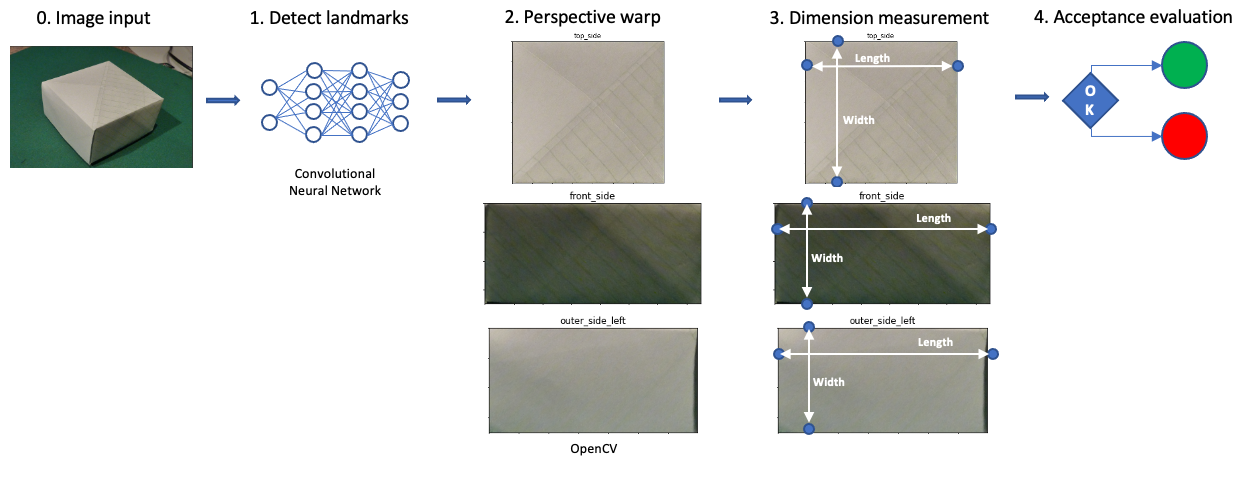 0. Image input
1. Detect landmarks
2. Perspective warp
3. Dimension measurement
4. Acceptance evaluation
Convolutional
Neural Network
top_side
front_side
outer_side_left
OpenCV
top_side
Length
Width
front_side
Length
Width
outer_side_left
Length
Width
O
K